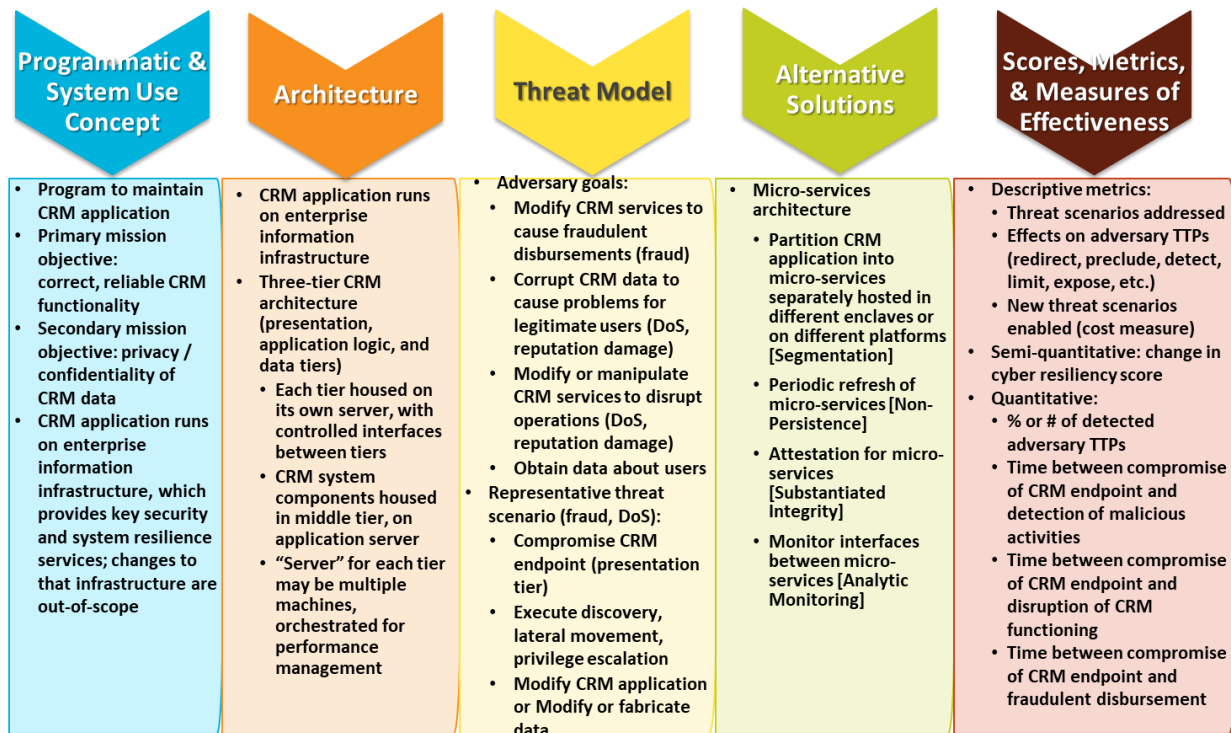 Programmatic &
System Use
Concept
Architecture
Threat Model
Alternative
Solutions
Scores, Metrics,
& Measures of
Effectiveness
• Program to maintain
CRM application
• Primary mission
objective:
correct, reliable CRM
functionality
• Secondary mission
objective: privacy /
confidentiality of
CRM data
• CRM application runs
on enterprise
information
infrastructure, which
provides key security
and system resilience
services; changes to
that infrastructure are
out-of-scope
• CRM application runs
on enterprise
information
infrastructure
• Three-tier CRM
architecture
(presentation,
application logic, and
data tiers)
• Each tier housed on
its own server, with
controlled interfaces
between tiers
• CRM system
components housed
in middle tier, on
application server
• “Server” for each tier
may be multiple
machines,
orchestrated for
performance
management
• Adversary goals:
• Modify CRM services to
cause fraudulent
disbursements (fraud)
• Corrupt CRM data to
cause problems for
legitimate users (DoS,
reputation damage)
• Modify or manipulate
CRM services to disrupt
operations (DoS,
reputation damage)
• Obtain data about users
• Representative threat
scenario (fraud, DoS):
• Compromise CRM
endpoint (presentation
tier)
• Execute discovery,
lateral movement,
privilege escalation
• Modify CRM application
or Modify or fabricate
data
• Micro-services
architecture
• Partition CRM
application into
micro-services
separately hosted in
different enclaves or
on different platforms
[Segmentation]
• Periodic refresh of
micro-services [Non-
Persistence]
• Attestation for micro-
services
[Substantiated
Integrity]
• Monitor interfaces
between micro-
services [Analytic
Monitoring]
• Descriptive metrics:
• Threat scenarios addressed
• Effects on adversary TTPs
(redirect, preclude, detect,
limit, expose, etc.)
• New threat scenarios
enabled (cost measure)
• Semi-quantitative: change in
cyber resiliency score
• Quantitative:
• % or # of detected
adversary TTPs
• Time between compromise
of CRM endpoint and
detection of malicious
activities
• Time between compromise
of CRM endpoint and
disruption of CRM
functioning
• Time between compromise
of CRM endpoint and
fraudulent disbursement